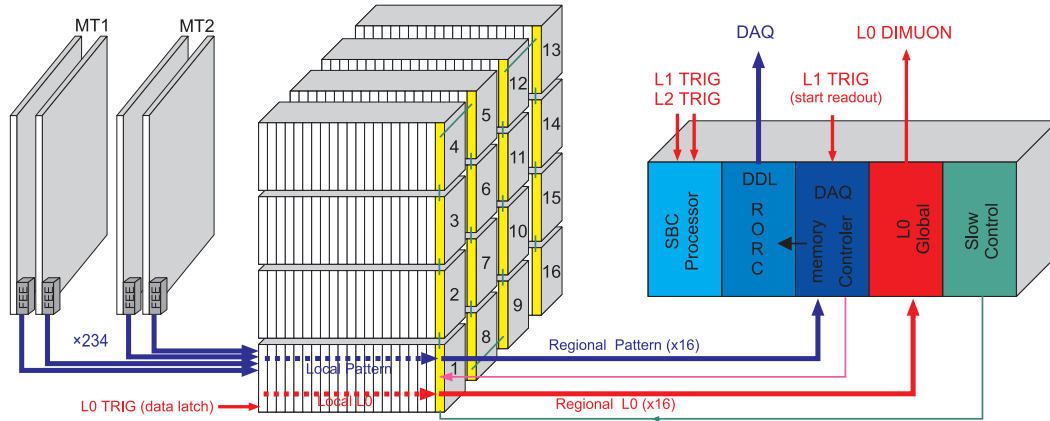 MT1
MT2
FEE
FEE
FEE
FEE
×234
L0 TRIG (data latch)
4
3
2
1
5
6
7
8
12
11
10
9
13
14
15
16
Local Pattern
Local L0
Regional Pattern (x16)
Regional L0 (x16)
DAQ
L0 DIMUON
L1 TRIG
L2 TRIG
L1 TRIG
(start readout)
SBC
Processor
DDL
R
O
R
C
DAQ
memory
Controler
L0
Global
Slow
Control